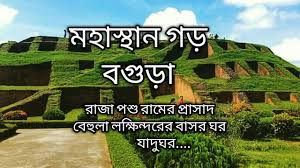 মহাস্থান গড়
বগুড়া
রাজা পশু রামের প্রাসাদ
বেহুলা লক্ষিন্দরের বাসর ঘর
যাদুঘর....